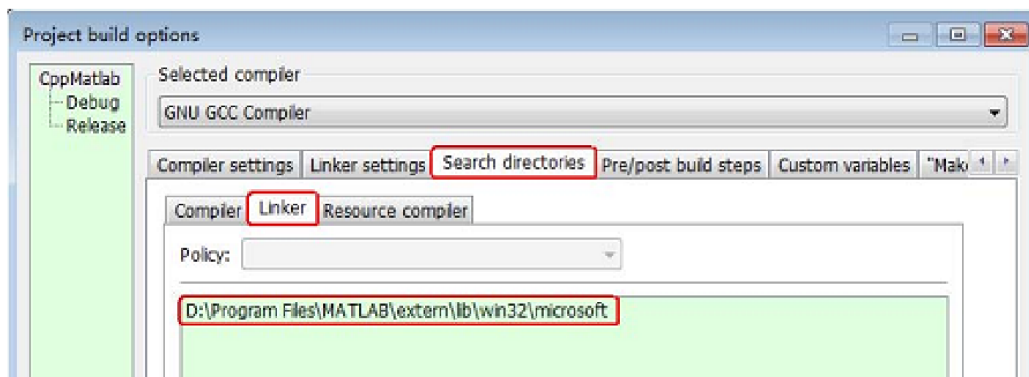 Project build options
CppMatlab
Debug
Release
Selected compiler
GNU GCC Compiler
Compiler settings Linker settings Search directories Pre/post build steps Custom variables "Mak
Compiler Linker Resource compiler
Policy:
D:\Program Files\MATLAB\extern\lib\win32\microsoft